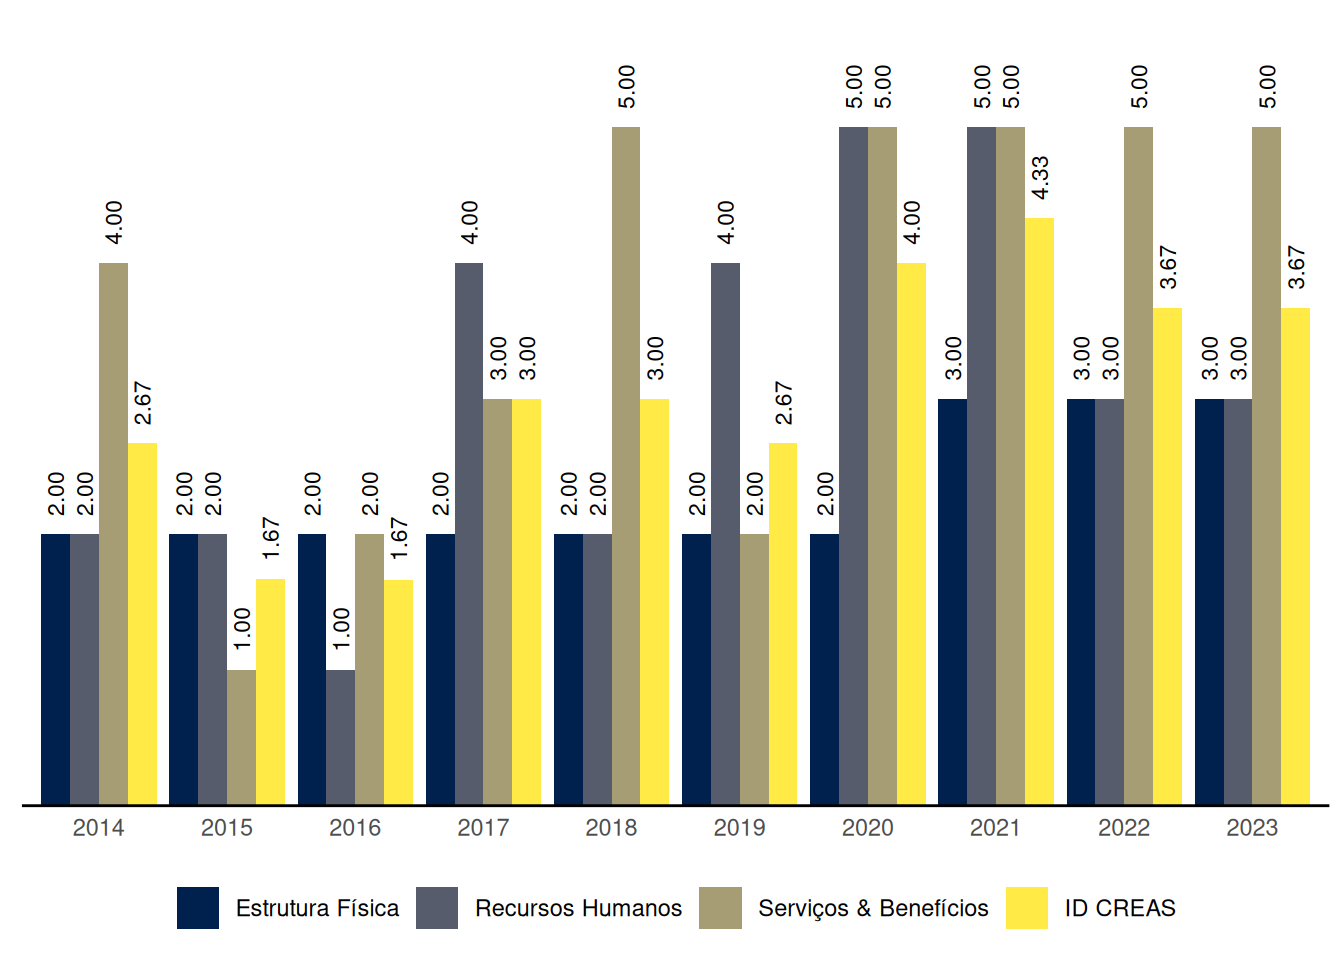 5.00 5.00 5.00 5.00 5.00 5.00 5.00
4.33
4.00 4.00 4.00 4.00
3.67 3.67
3.00 3.00 3.00 3.00 3.00 3.00 3.00 3.00
2.67 2.67
2.00 2.00 2.00 2.00 2.00 2.00 2.00 2.00 2.00 2.00 2.00 2.00
1.67 1.67
1.00 1.00
2014 2015 2016 2017 2018 2019 2020 2021 2022 2023
Estrutura Física Recursos Humanos Serviços & Benefícios ID CREAS